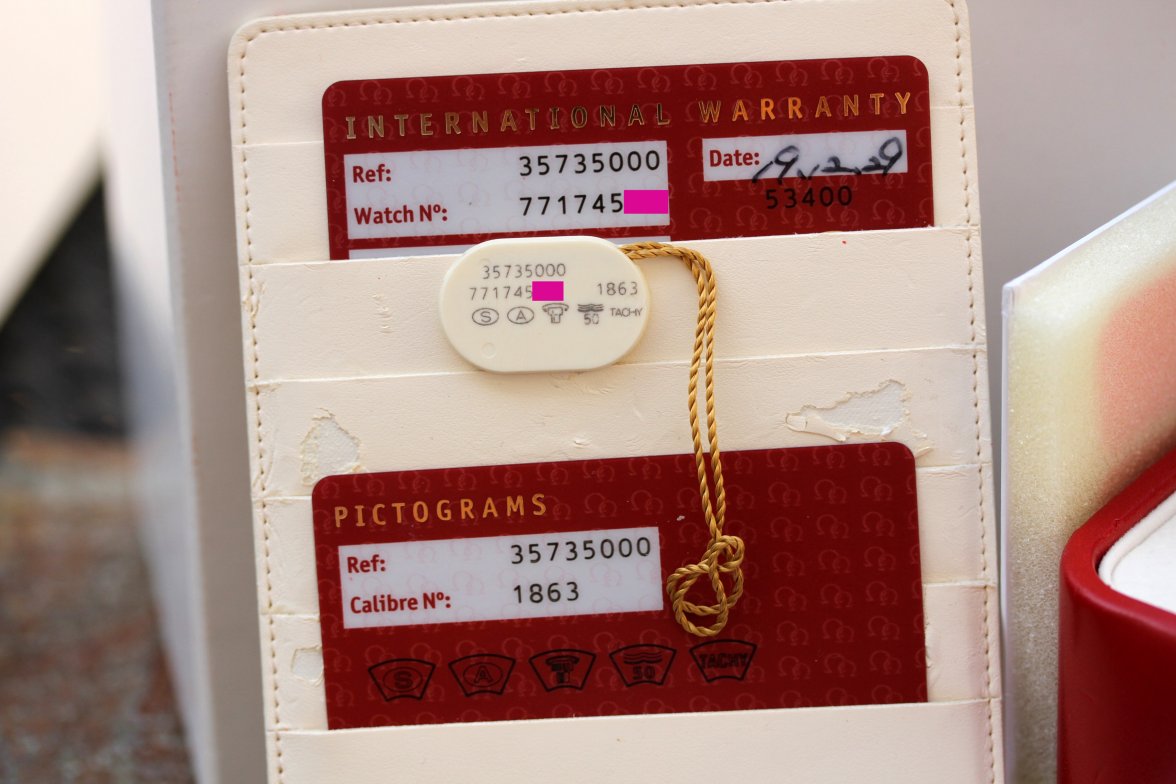 INTERNATIONAL WARRANTY
Ref: 35735000
Watch Nº: 771745
Date:
53400
35735000
771745 1863
S A 50 TACHY
PICTOGRAMS
Ref: 35735000
Calibre Nº: 1863
S A 50 TACHY